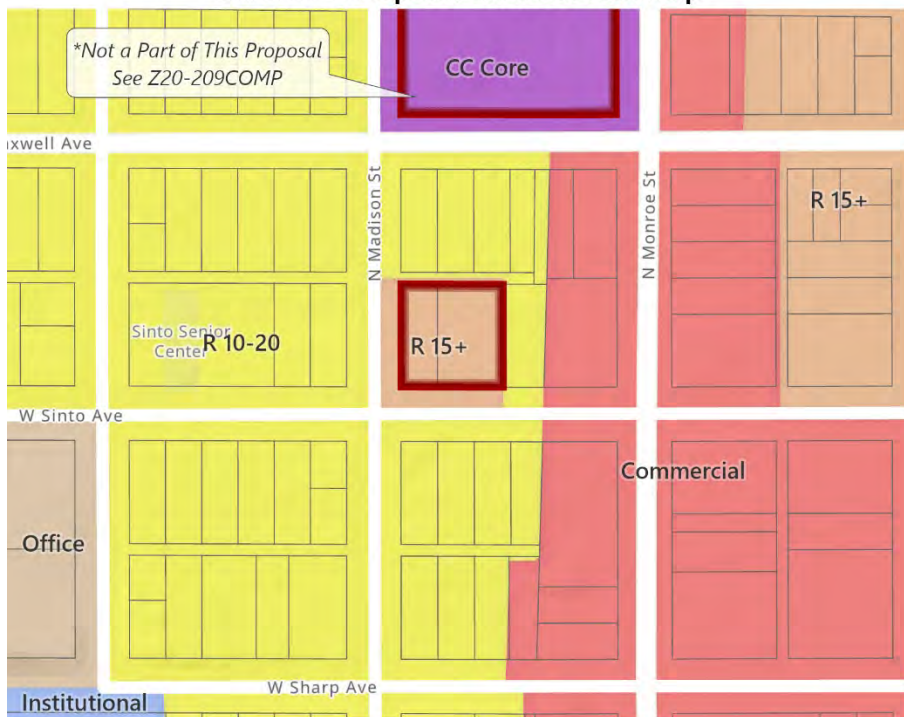 *Not a Part of This Proposal
See Z20-209COMP
CC Core
xwell Ave
N Madison St
N Monroe St
R 15+
Sinto Senior
Center
R 10-20
R 15+
W Sinto Ave
Commercial
Office
W Sharp Ave
Institutional